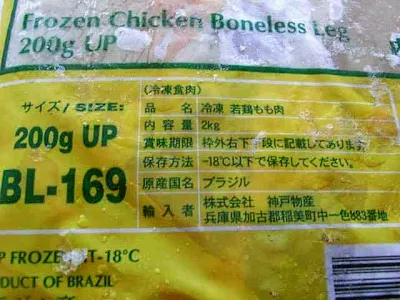 Frozen Chicken Boneless Leg
200g UP
サイズ/SIZE:
200g UP
BL-169
(冷凍食肉)
品名 冷凍 若鶏もも肉
内容量 2kg
賞味期限 枠外右下下段に記載してあります
保存方法 -18℃以下で保存してください。
原産国名 ブラジル
輸入者 株式会社 神戸物産
兵庫県加古郡稲美町中一色883番地
P FROZEN AT-18°C
DUCT OF BRAZIL